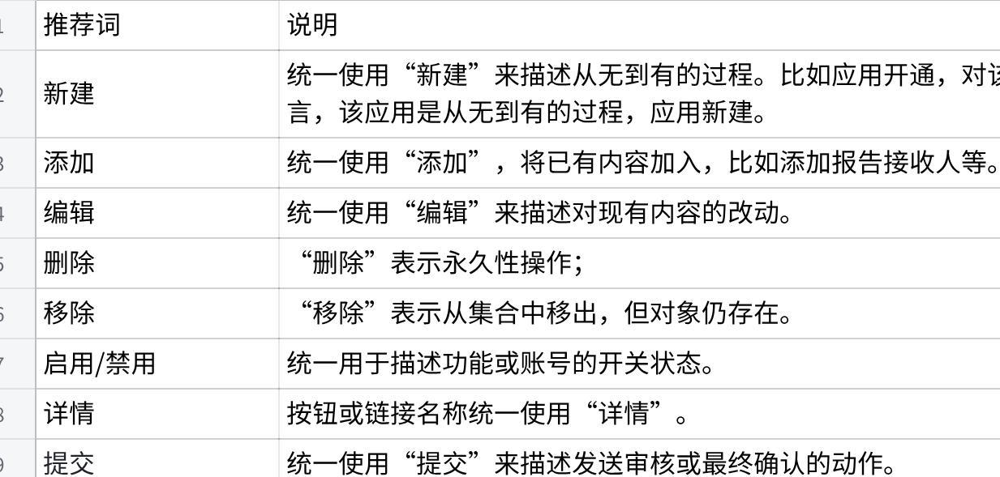 1 推荐词 说明
2 新建 统一使用“新建”来描述从无到有的过程。比如应用开通，对该
言，该应用是从无到有的过程，应用新建。
3 添加 统一使用“添加”，将已有内容加入，比如添加报告接收人等。
4 编辑 统一使用“编辑”来描述对现有内容的改动。
5 删除 “删除”表示永久性操作；
6 移除 “移除”表示从集合中移出，但对象仍存在。
7 启用/禁用 统一用于描述功能或账号的开关状态。
8 详情 按钮或链接名称统一使用“详情”。
9 提交 统一使用“提交”来描述发送审核或最终确认的动作。